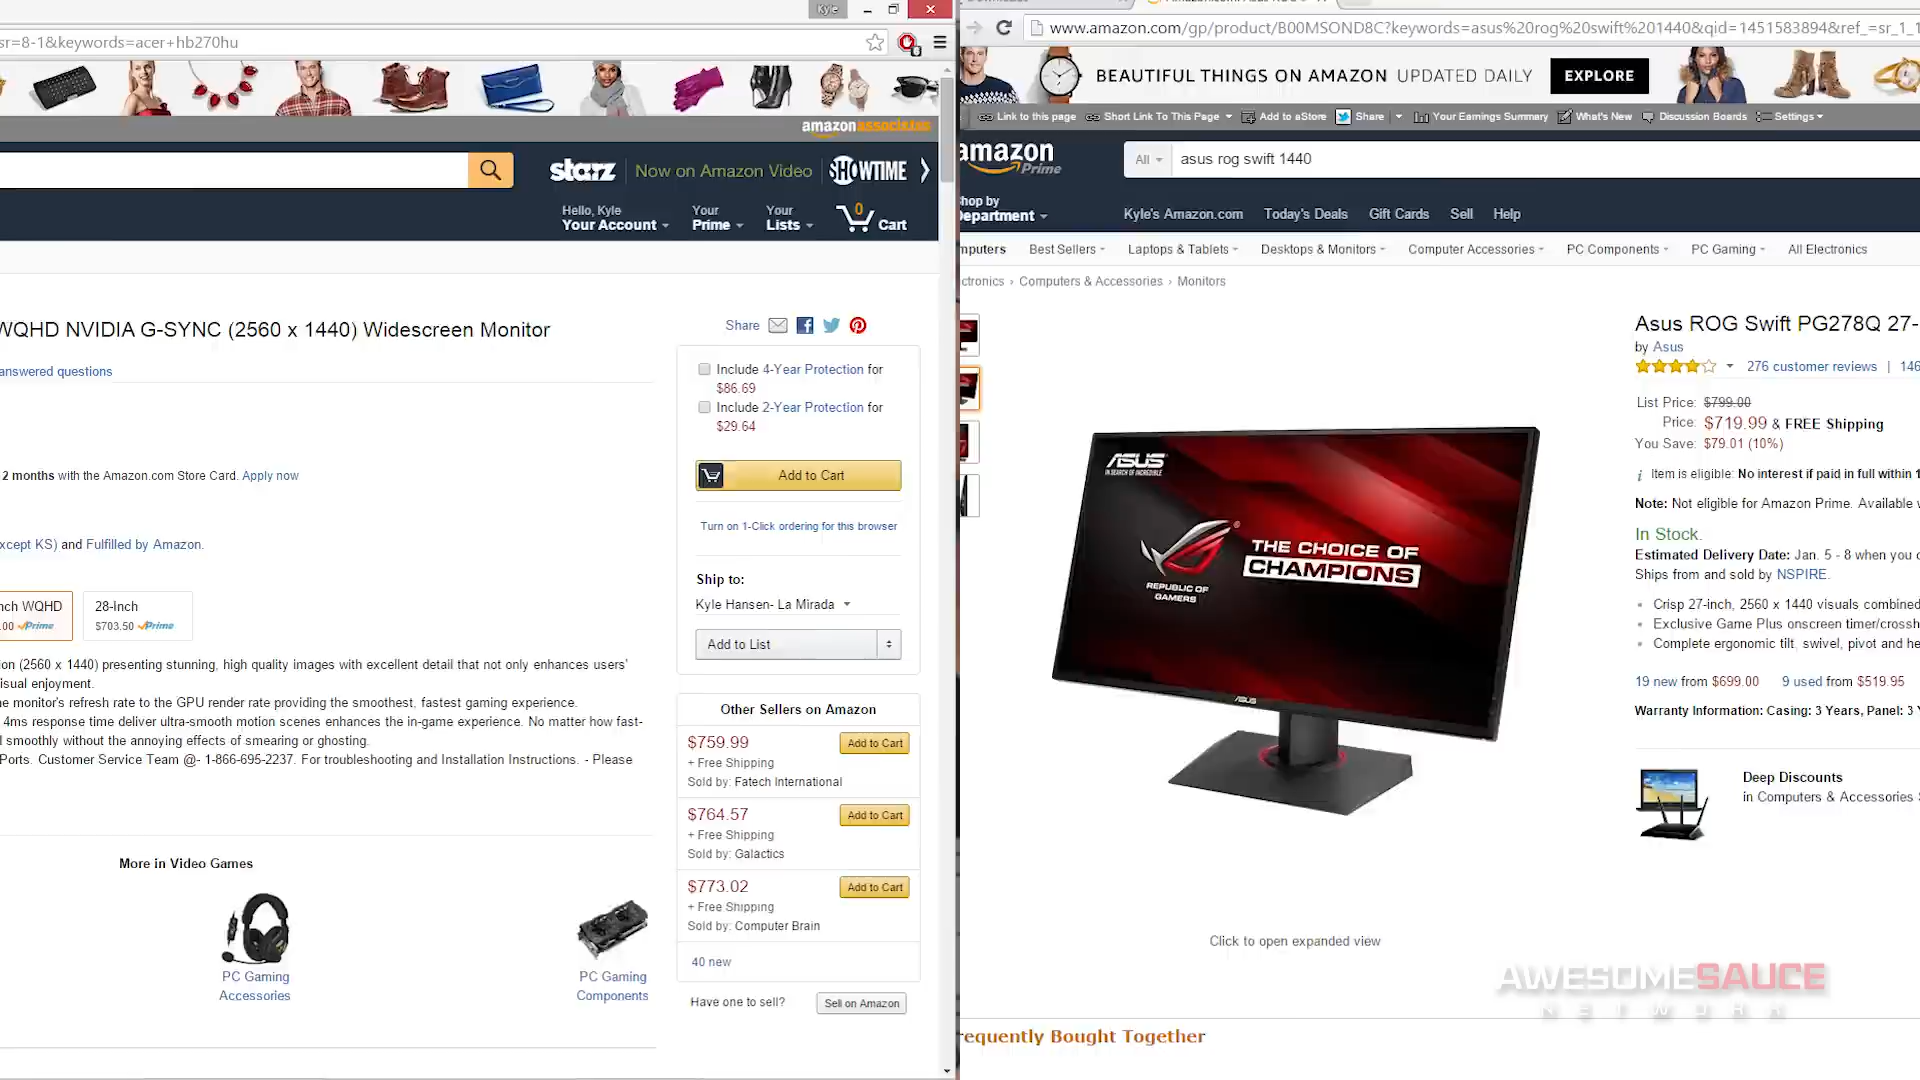 Kyle
sr=8-1&keywords=acer+hb270hu
amazonassociates
starz
Now on Amazon Video
SHOWTIME
Hello, Kyle
Your Account
Your
Prime
Your
Lists
0
Cart
WQHD NVIDIA G-SYNC (2560 x 1440) Widescreen Monitor
Share
answered questions
Include 4-Year Protection for
$86.69
Include 2-Year Protection for
$29.64
2 months with the Amazon.com Store Card. Apply now
Add to Cart
Turn on 1-Click ordering for this browser
xcept KS) and Fulfilled by Amazon.
Ship to:
Kyle Hansen- La Mirada
nch WQHD
.00 Prime
28-Inch
$703.50 Prime
Add to List
on (2560 x 1440) presenting stunning, high quality images with excellent detail that not only enhances users'
isual enjoyment.
e monitor's refresh rate to the GPU render rate providing the smoothest, fastest gaming experience.
4ms response time deliver ultra-smooth motion scenes enhances the in-game experience. No matter how fast-
l smoothly without the annoying effects of smearing or ghosting.
Ports. Customer Service Team @- 1-866-695-2237. For troubleshooting and Installation Instructions. - Please
Other Sellers on Amazon
$759.99
Add to Cart
+ Free Shipping
Sold by: Fatech International
$764.57
Add to Cart
+ Free Shipping
Sold by: Galactics
$773.02
Add to Cart
+ Free Shipping
Sold by: Computer Brain
40 new
Have one to sell?
Sell on Amazon
More in Video Games
PC Gaming
Accessories
PC Gaming
Components
www.amazon.com/gp/product/B00MSOND8C?keywords=asus%20rog%20swift%201440&qid=1451583894&ref_=sr_1_1
BEAUTIFUL THINGS ON AMAZON UPDATED DAILY
EXPLORE
Link to this page
Short Link To This Page
Add to aStore
Share
Your Earnings Summary
What's New
Discussion Boards
Settings
amazon
Prime
All
asus rog swift 1440
hop by
Department
Kyle's Amazon.com
Today's Deals
Gift Cards
Sell
Help
mputers
Best Sellers
Laptops & Tablets
Desktops & Monitors
Computer Accessories
PC Components
PC Gaming
All Electronics
ctronics › Computers & Accessories › Monitors
Asus ROG Swift PG278Q 27-
by Asus
276 customer reviews | 146
List Price: $799.00
Price: $719.99 & FREE Shipping
You Save: $79.01 (10%)
Item is eligible: No interest if paid in full within 1
Note: Not eligible for Amazon Prime. Available w
In Stock.
Estimated Delivery Date: Jan. 5 - 8 when you c
Ships from and sold by NSPIRE.
Crisp 27-inch, 2560 x 1440 visuals combined
Exclusive Game Plus onscreen timer/crossh
Complete ergonomic tilt, swivel, pivot and he
19 new from $699.00 9 used from $519.95
Warranty Information: Casing: 3 Years, Panel: 3 Y
Deep Discounts
in Computers & Accessories
ASUS
IN SEARCH OF INCREDIBLE
REPUBLIC OF
GAMERS
THE CHOICE OF
CHAMPIONS
ASUS
Click to open expanded view
AWESOMESAUCE
NETWORK
requently Bought Together